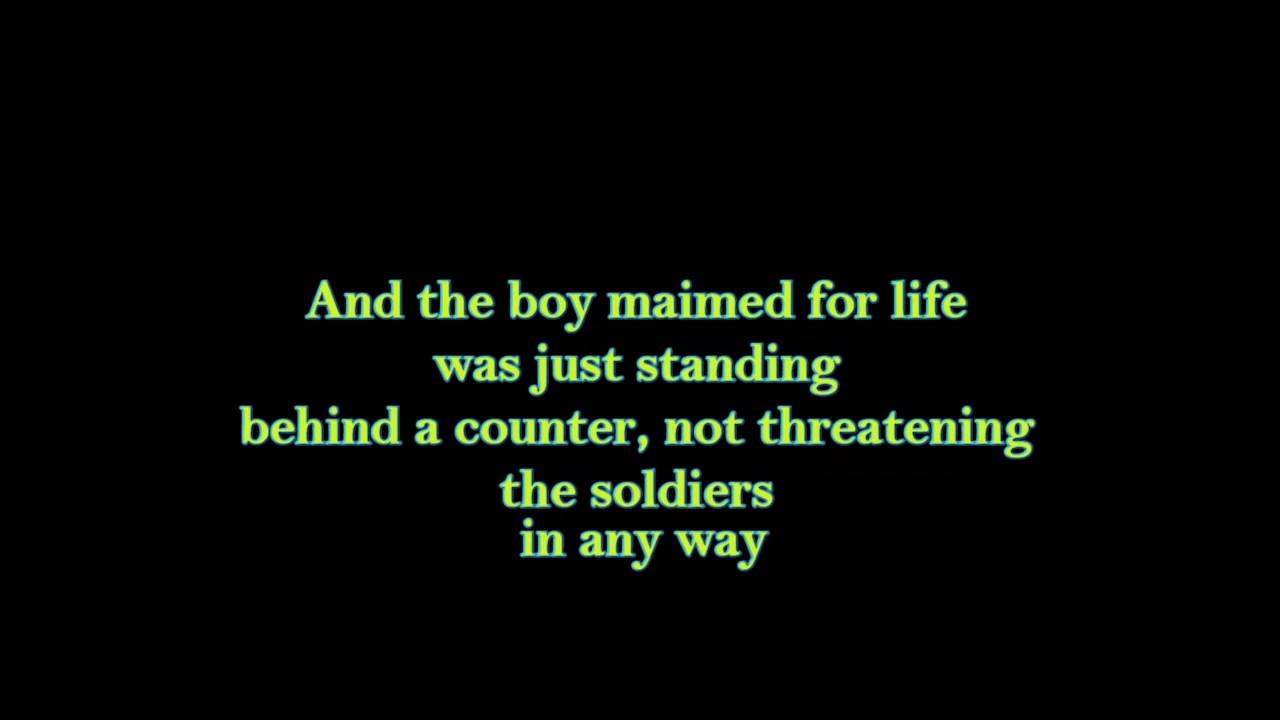 And the boy maimed for life
was just standing
behind a counter, not threatening
the soldiers
in any way